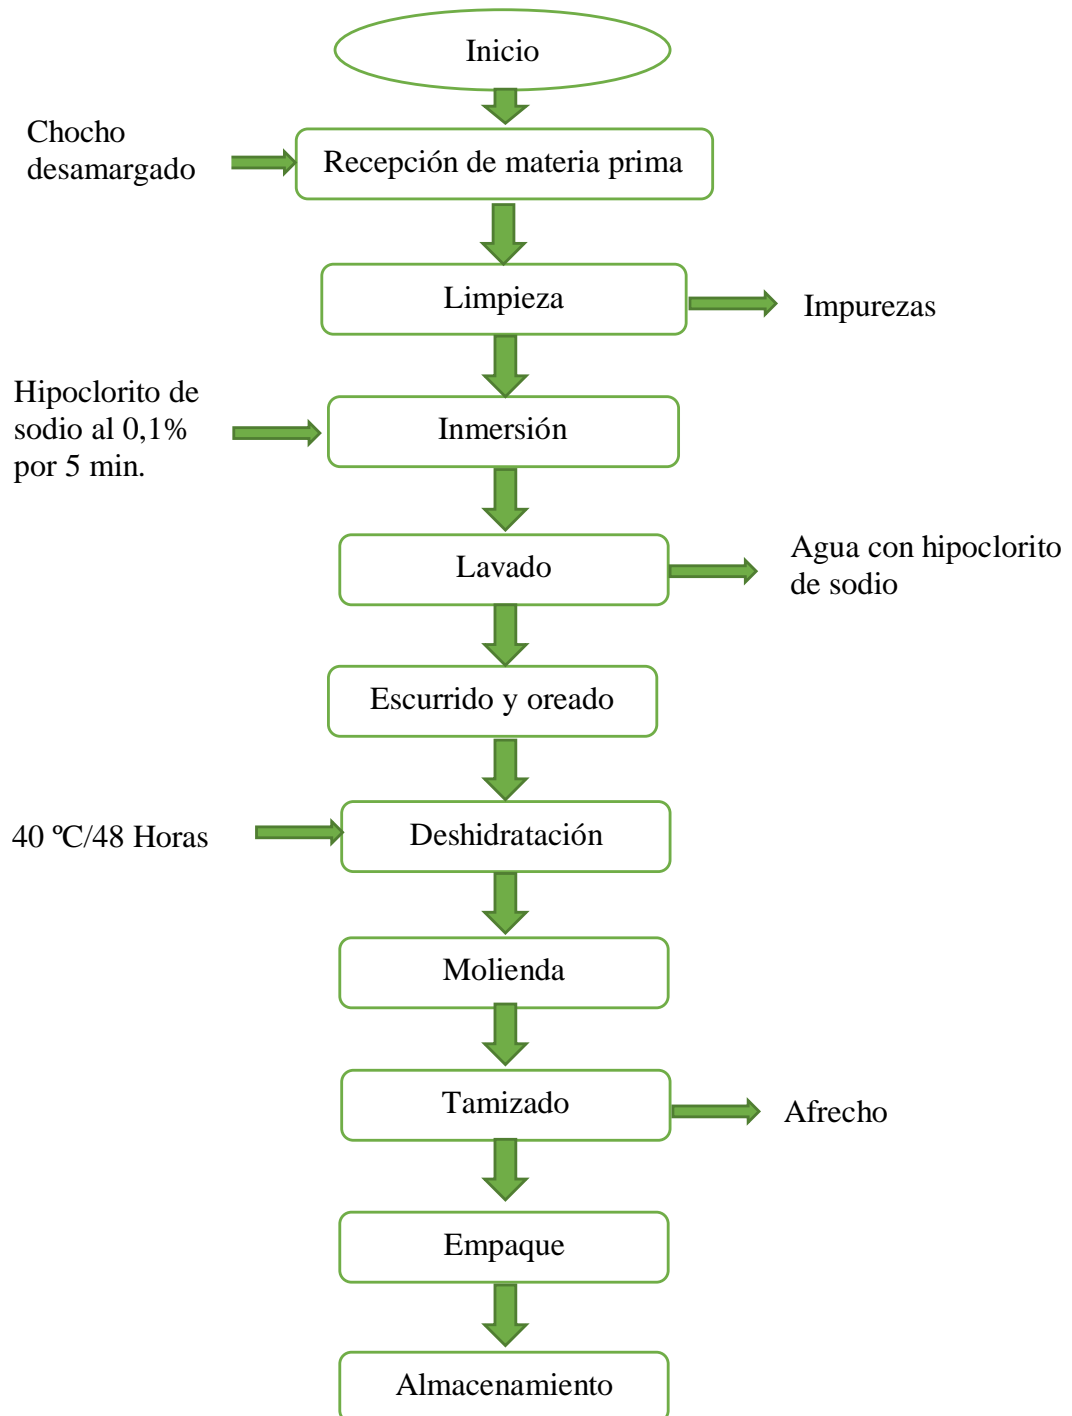 Inicio
Chocho
desamargado
Recepción de materia prima
Limpieza
Impurezas
Hipoclorito de
sodio al 0,1%
por 5 min.
Inmersión
Lavado
Agua con hipoclorito
de sodio
Escurrido y oreado
40 ºC/48 Horas
Deshidratación
Molienda
Tamizado
Afrecho
Empaque
Almacenamiento